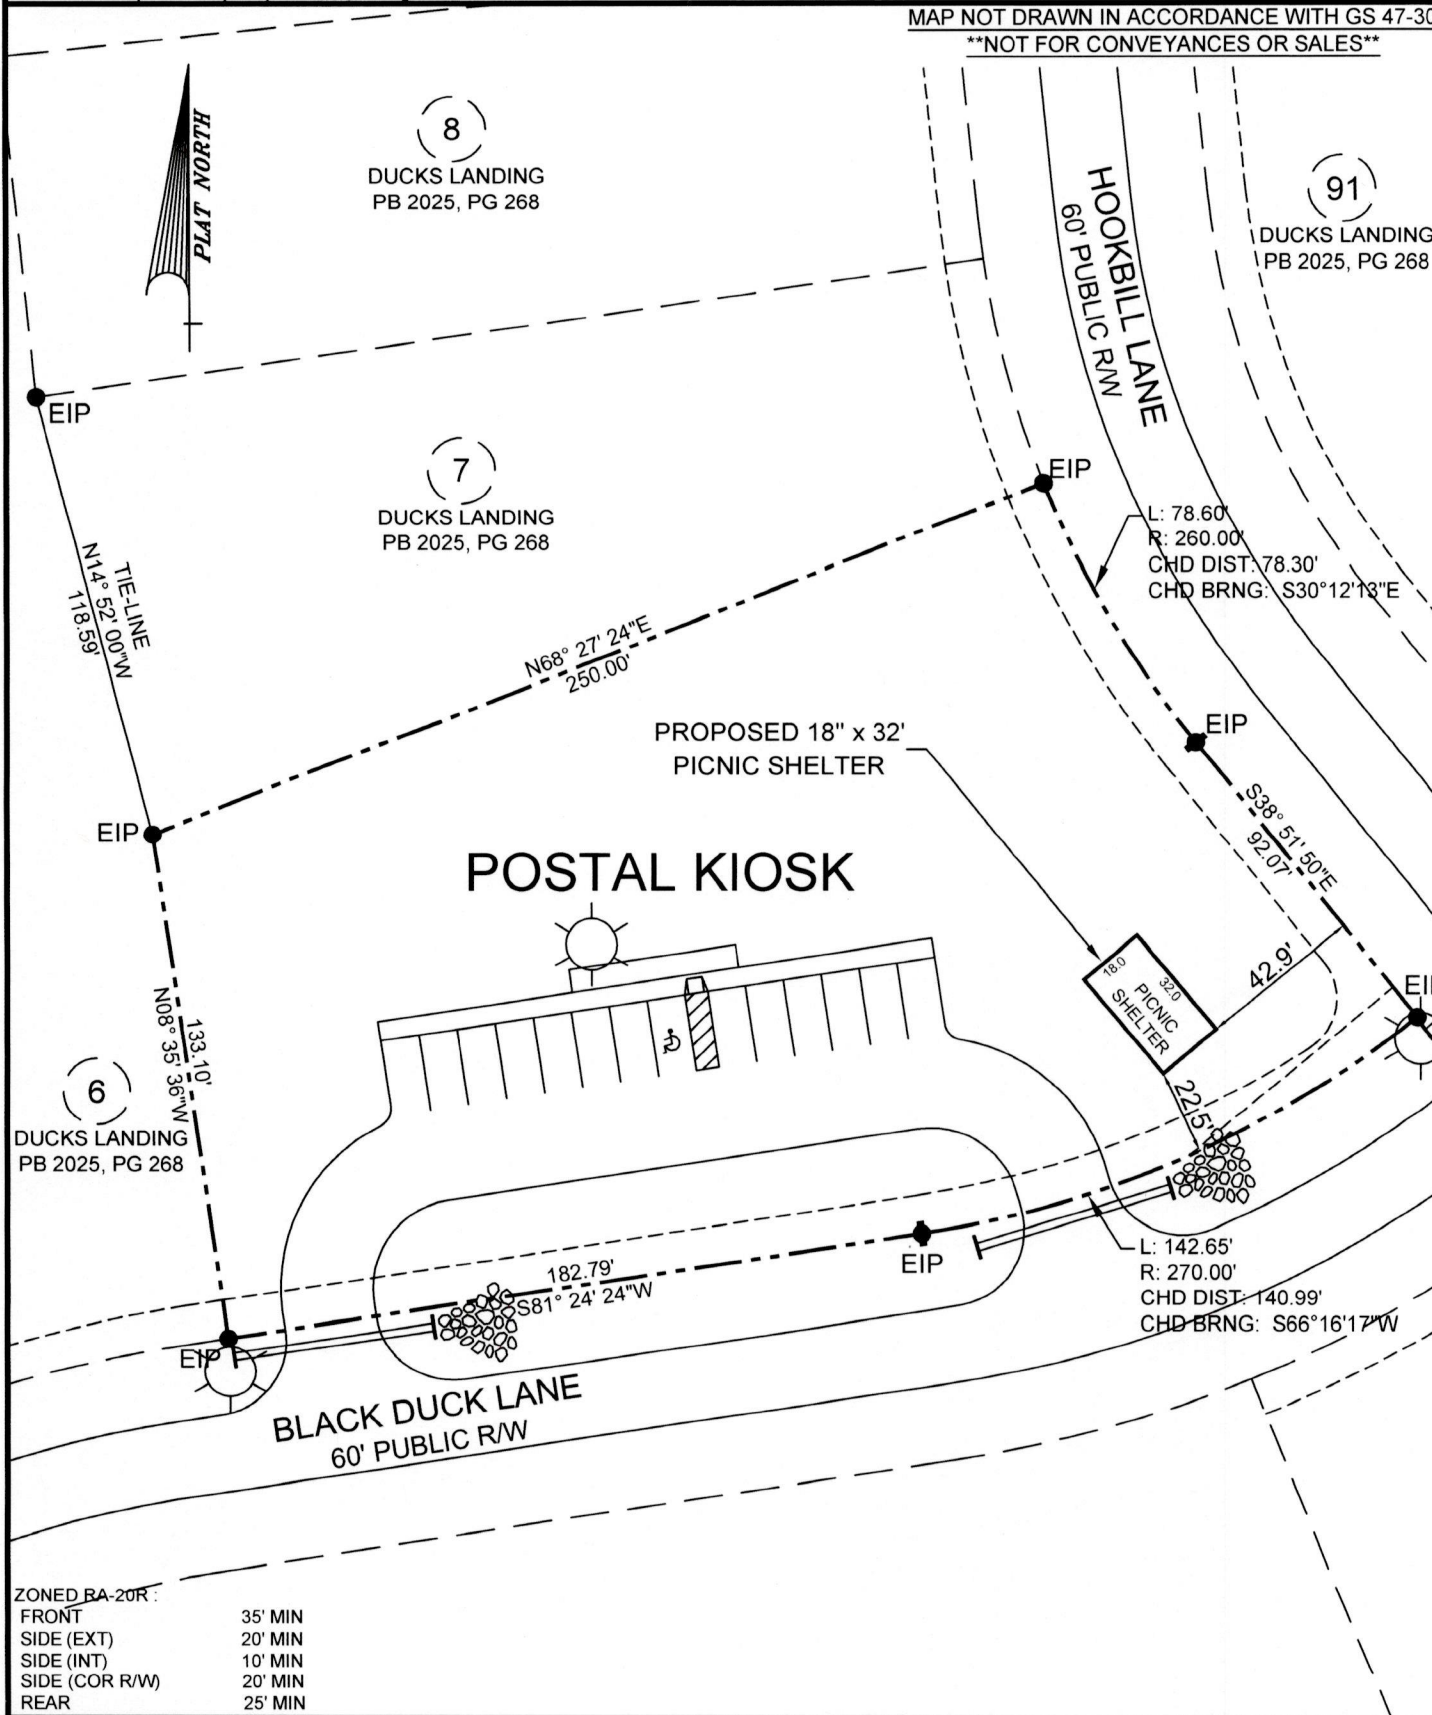 MAP NOT DRAWN IN ACCORDANCE WITH GS 47-30
**NOT FOR CONVEYANCES OR SALES**
PLAT NORTH
8
DUCKS LANDING
PB 2025, PG 268
HOOKBILL LANE
60' PUBLIC R/W
91
DUCKS LANDING
PB 2025, PG 268
EIP
7
DUCKS LANDING
PB 2025, PG 268
EIP
L: 78.60'
R: 260.00'
CHD DIST: 78.30'
CHD BRNG: S30°12'13"E
TIE-LINE
N14° 52' 00"W
118.59'
N68° 27' 24"E
250.00'
PROPOSED 18" x 32'
PICNIC SHELTER
EIP
S38° 51' 50"E
92.07'
EIP
POSTAL KIOSK
18.0
32.0
PICNIC
SHELTER
42.9'
EIP
22.5'
133.10'
N08° 35' 36"W
6
DUCKS LANDING
PB 2025, PG 268
182.79'
S81° 24' 24"W
EIP
L: 142.65'
R: 270.00'
CHD DIST: 140.99'
CHD BRNG: S66°16'17"W
EIP
BLACK DUCK LANE
60' PUBLIC R/W
ZONED RA-20R :
FRONT 35' MIN
SIDE (EXT) 20' MIN
SIDE (INT) 10' MIN
SIDE (COR R/W) 20' MIN
REAR 25' MIN